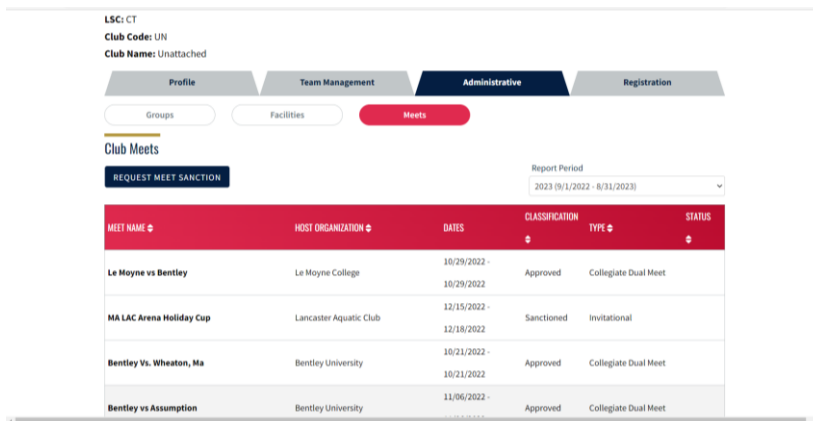 LSC: CT
Club Code: UN
Club Name: Unattached
Profile Team Management Administrative Registration
Groups Facilities Meets
Club Meets
REQUEST MEET SANCTION
Report Period
2023 (9/1/2022 - 8/31/2023)
MEET NAME HOST ORGANIZATION DATES CLASSIFICATION TYPE STATUS
Le Moyne vs Bentley Le Moyne College 10/29/2022 - 10/29/2022 Approved Collegiate Dual Meet
MA LAC Arena Holiday Cup Lancaster Aquatic Club 12/15/2022 - 12/18/2022 Sanctioned Invitational
Bentley Vs. Wheaton, Ma Bentley University 10/21/2022 - 10/21/2022 Approved Collegiate Dual Meet
Bentley vs Assumption Bentley University 11/06/2022 - Approved Collegiate Dual Meet